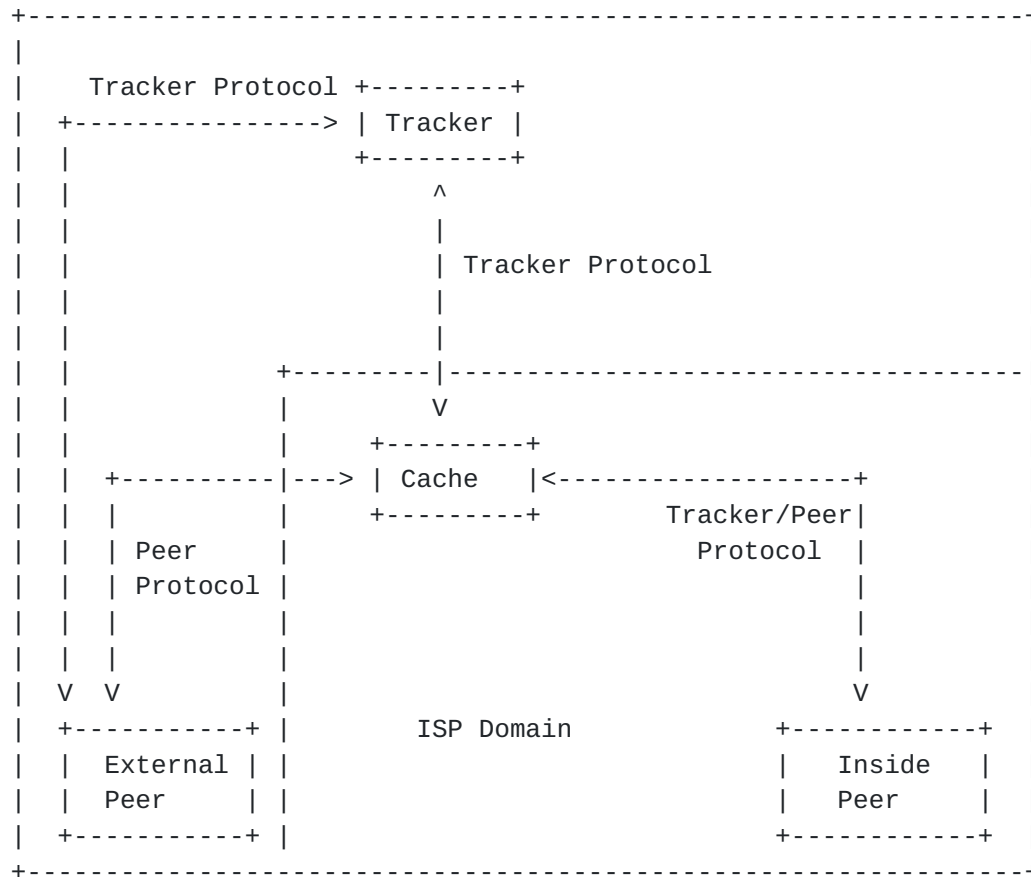 Tracker Protocol
Tracker
Tracker Protocol
Cache
Tracker/Peer
Protocol
Peer
Protocol
ISP Domain
External
Peer
Inside
Peer